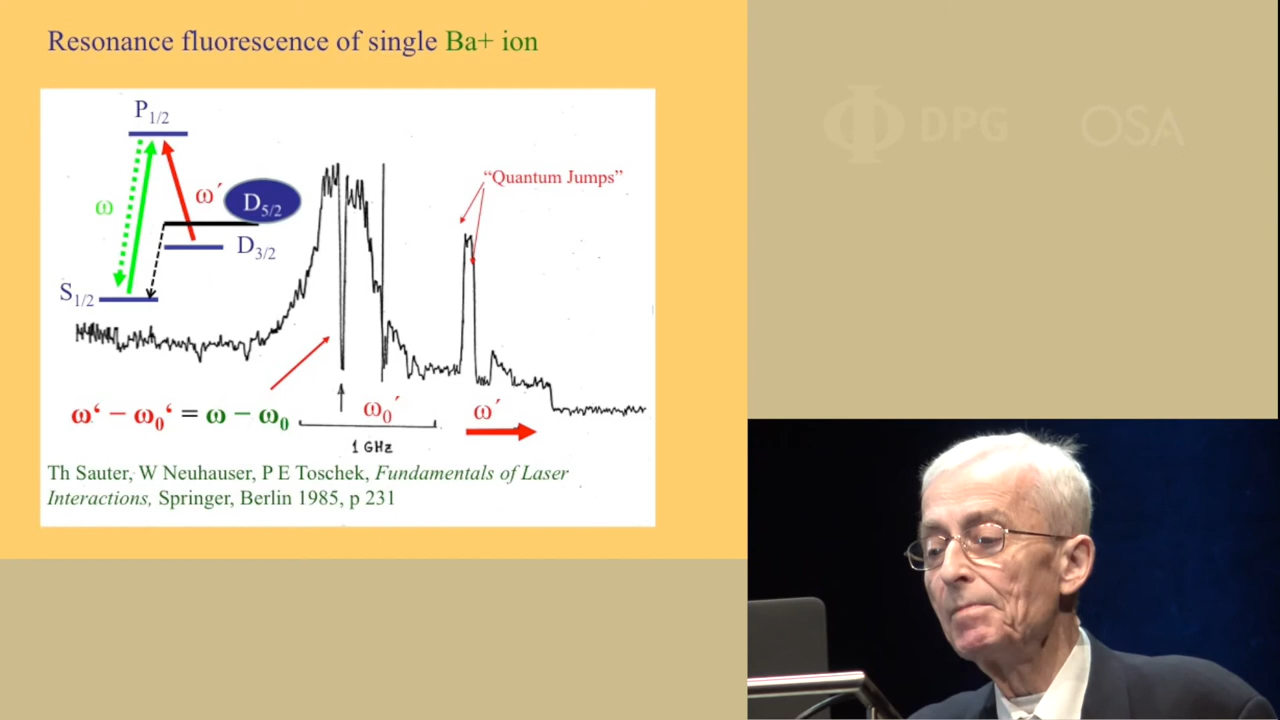 Resonance fluorescence of single Ba+ ion
DPG
OSA
P1/2
"Quantum Jumps"
ω
ω´
D5/2
D3/2
S1/2
ω‘ − ω0‘ = ω − ω0
ω0´
ω´
1 GHz
Th Sauter, W Neuhauser, P E Toschek, Fundamentals of Laser
Interactions, Springer, Berlin 1985, p 231